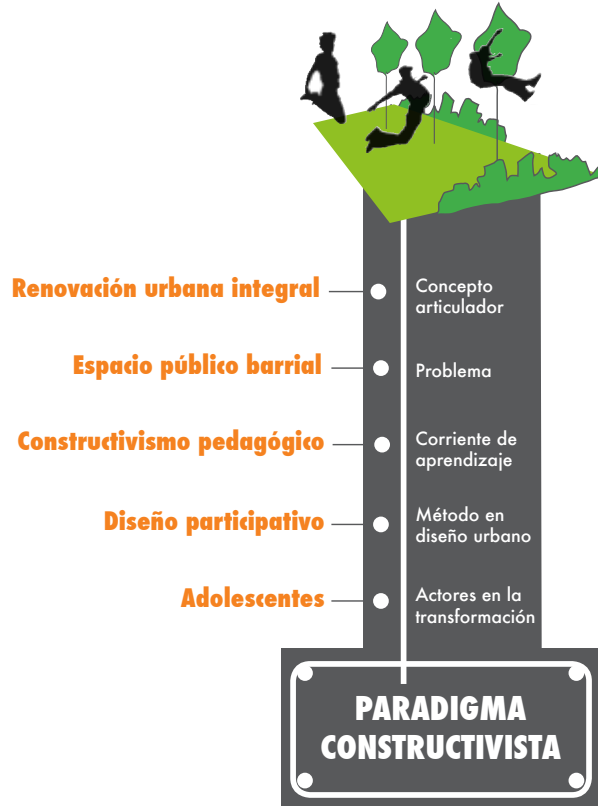 Renovación urbana integral
Concepto
articulador
Espacio público barrial
Problema
Constructivismo pedagógico
Corriente de
aprendizaje
Diseño participativo
Método en
diseño urbano
Adolescentes
Actores en la
transformación
PARADIGMA
CONSTRUCTIVISTA